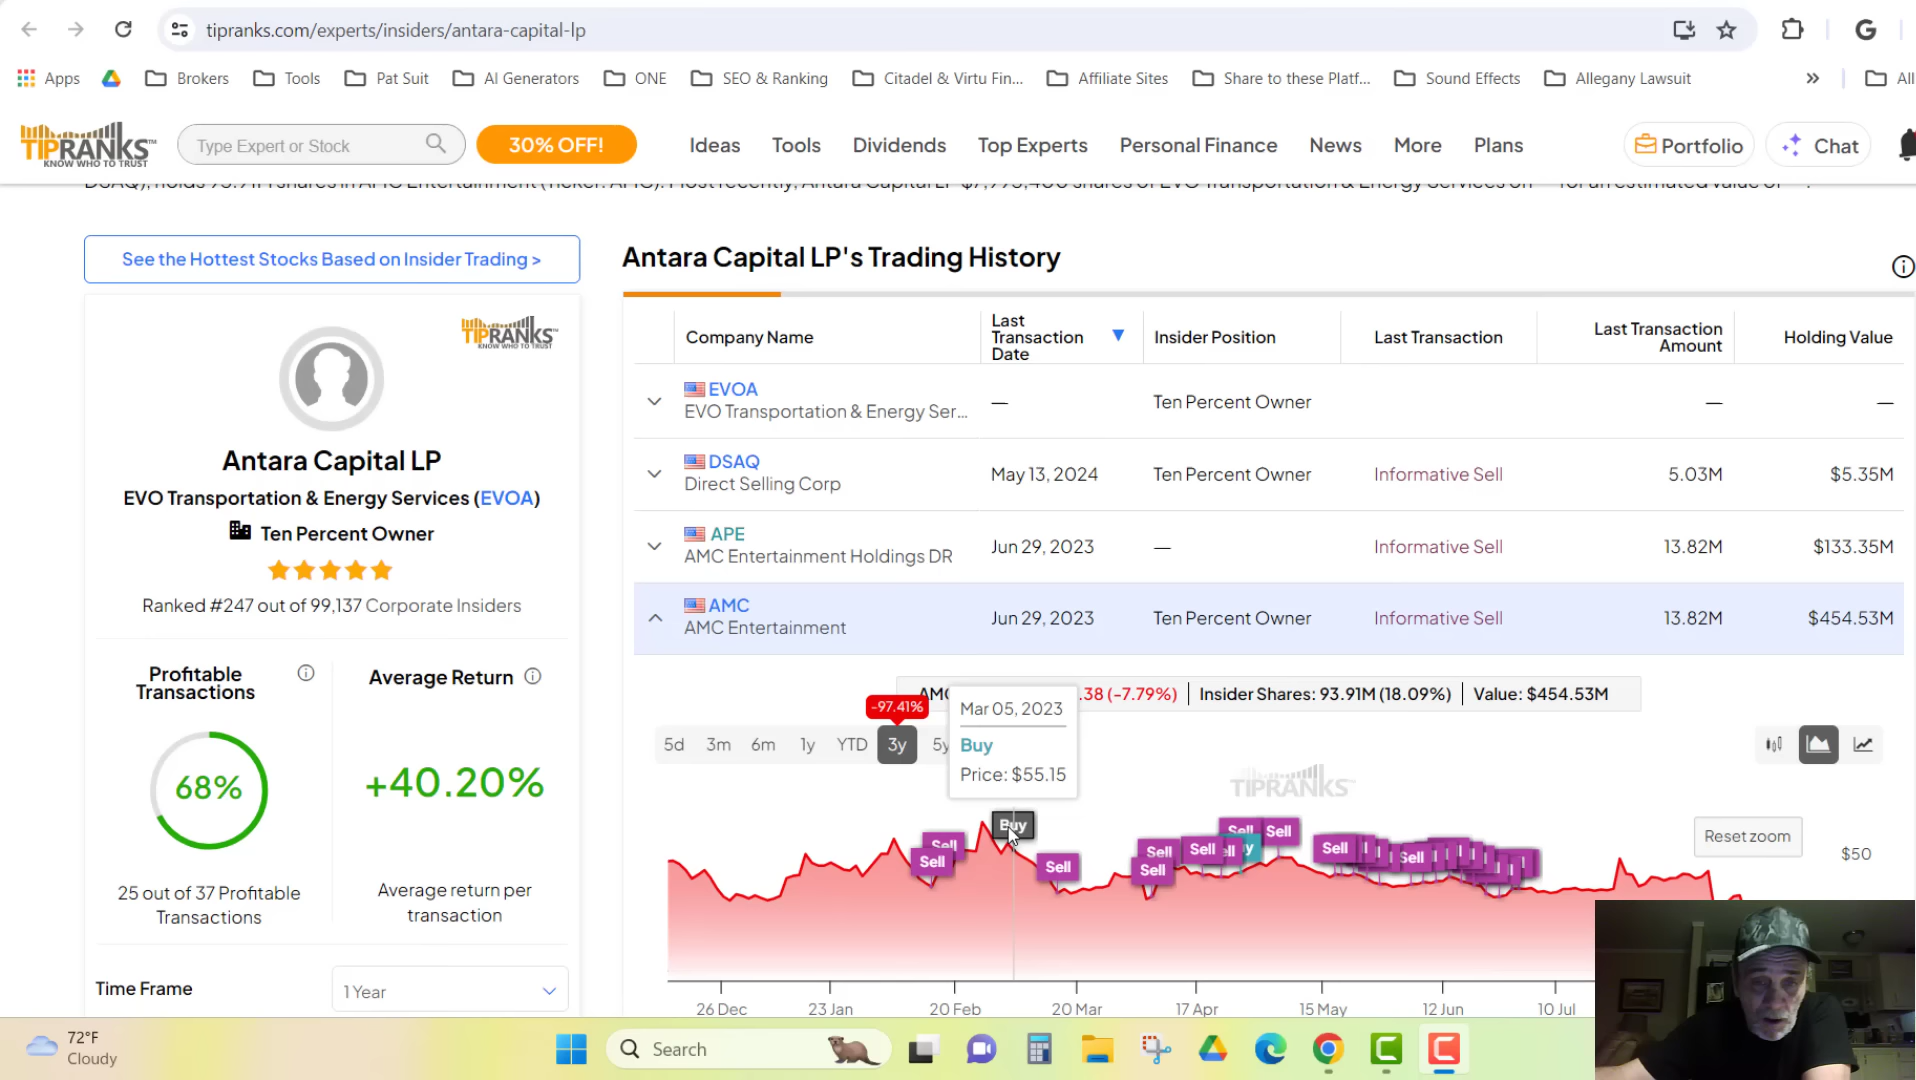 tipranks.com/experts/insiders/antara-capital-lp
Apps Brokers Tools Pat Suit AI Generators ONE SEO & Ranking Citadel & Virtu Fin... Affiliate Sites Share to these Platf... Sound Effects Allegany Lawsuit » All
TIPRANKS
KNOW WHO TO TRUST
Type Expert or Stock
30% OFF!
Ideas Tools Dividends Top Experts Personal Finance News More Plans
Portfolio Chat
See the Hottest Stocks Based on Insider Trading >
TIPRANKS
KNOW WHO TO TRUST
Antara Capital LP
EVO Transportation & Energy Services (EVOA)
Ten Percent Owner
Ranked #247 out of 99,137 Corporate Insiders
Profitable
Transactions
68%
25 out of 37 Profitable
Transactions
Average Return
+40.20%
Average return per
transaction
Time Frame
1 Year
Antara Capital LP's Trading History
Company Name
Last
Transaction
Date
Insider Position
Last Transaction
Last Transaction
Amount
Holding Value
EVOA
EVO Transportation & Energy Ser...
— Ten Percent Owner — —
DSAQ
Direct Selling Corp
May 13, 2024 Ten Percent Owner Informative Sell 5.03M $5.35M
APE
AMC Entertainment Holdings DR
Jun 29, 2023 — Informative Sell 13.82M $133.35M
AMC
AMC Entertainment
Jun 29, 2023 Ten Percent Owner Informative Sell 13.82M $454.53M
.38 (-7.79%) Insider Shares: 93.91M (18.09%) Value: $454.53M
-97.41%
5d 3m 6m 1y YTD 3y 5y
Mar 05, 2023
Buy
Price: $55.15
TIPRANKS
Reset zoom
$50
Buy
Sell
Sell
Sell
Sell
Sell
Sell
Sell
Sell
Sell
Sell
26 Dec 23 Jan 20 Feb 20 Mar 17 Apr 15 May 12 Jun 10 Jul
72°F
Cloudy
Search